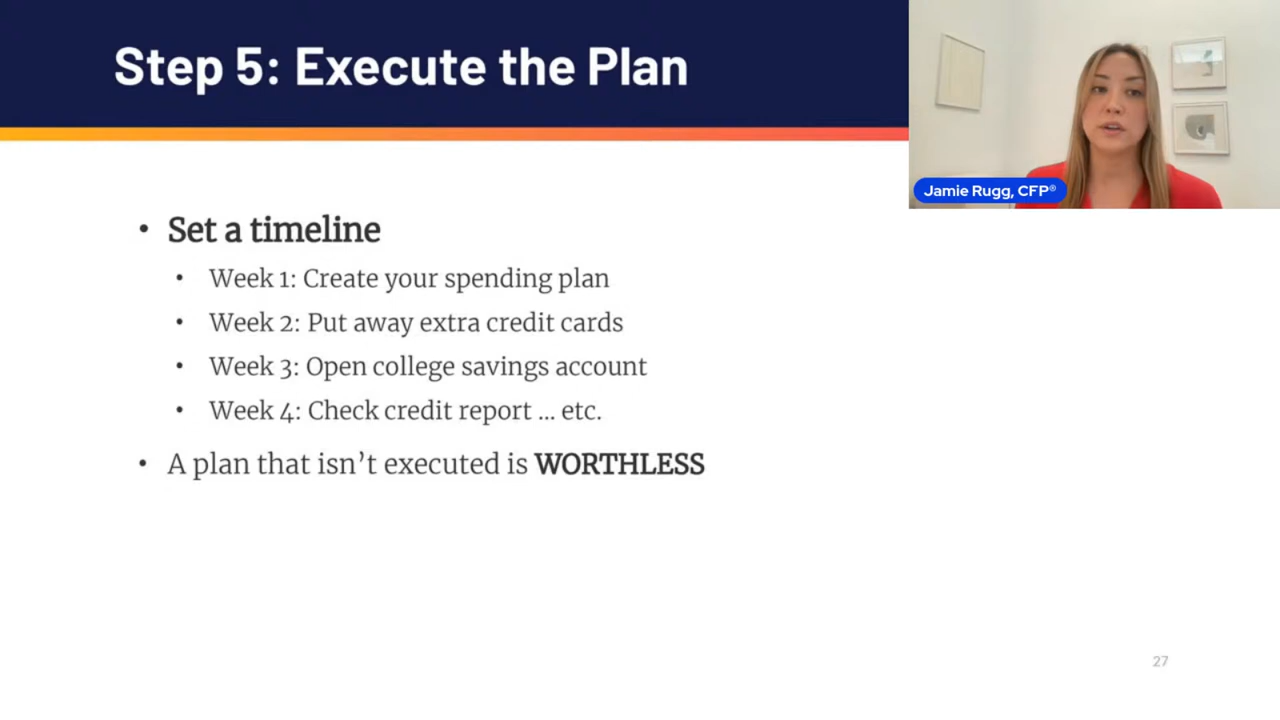 Step 5: Execute the Plan
Jamie Rugg, CFP®
• Set a timeline
• Week 1: Create your spending plan
• Week 2: Put away extra credit cards
• Week 3: Open college savings account
• Week 4: Check credit report ... etc.
• A plan that isn’t executed is WORTHLESS
27